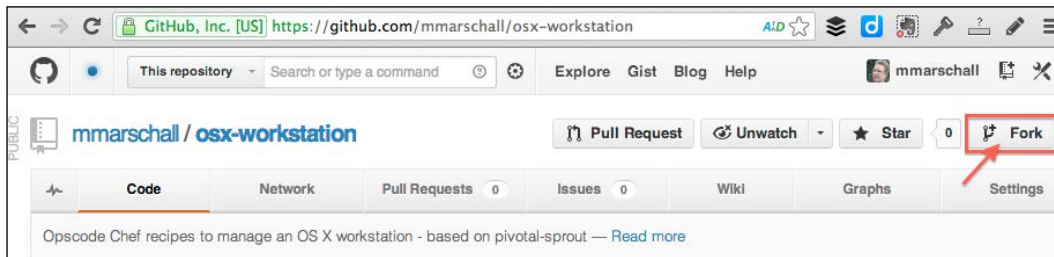 GitHub, Inc. [US] https://github.com/mmarschall/osx-workstation
This repository Search or type a command Explore Gist Blog Help mmarschall
PUBLIC
mmarschall / osx-workstation Pull Request Unwatch Star 0 Fork
Code Network Pull Requests 0 Issues 0 Wiki Graphs Settings
Opscode Chef recipes to manage an OS X workstation - based on pivotal-sprout — Read more